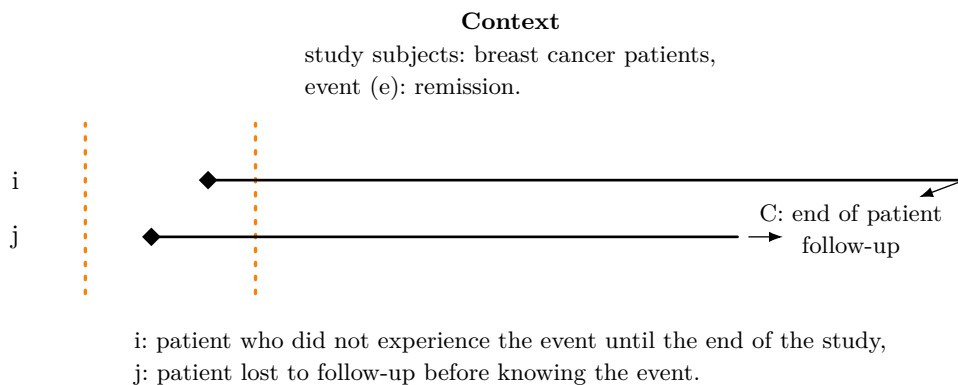 Context
study subjects: breast cancer patients,
event (e): remission.
i
j
C: end of patient
follow-up
i: patient who did not experience the event until the end of the study,
j: patient lost to follow-up before knowing the event.